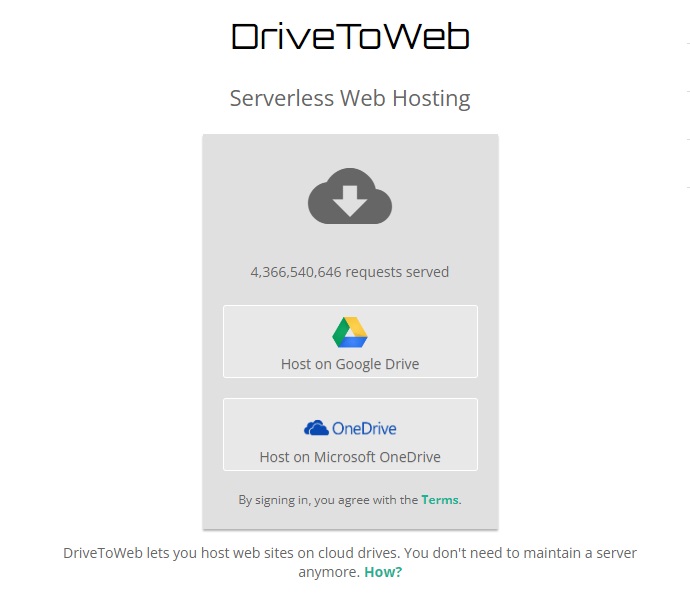 DriveToWeb
Serverless Web Hosting
4,366,540,646 requests served
Host on Google Drive
OneDrive
Host on Microsoft OneDrive
By signing in, you agree with the Terms.
DriveToWeb lets you host web sites on cloud drives. You don't need to maintain a server
anymore. How?